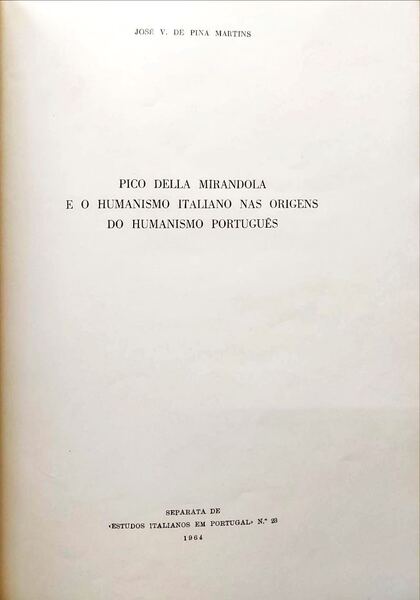 JOSÉ V. DE PINA MARTINS
PICO DELLA MIRANDOLA
E O HUMANISMO ITALIANO NAS ORIGENS
DO HUMANISMO PORTUGUÊS
SEPARATA DE
«ESTUDOS ITALIANOS EM PORTUGAL» N.º 23
1964